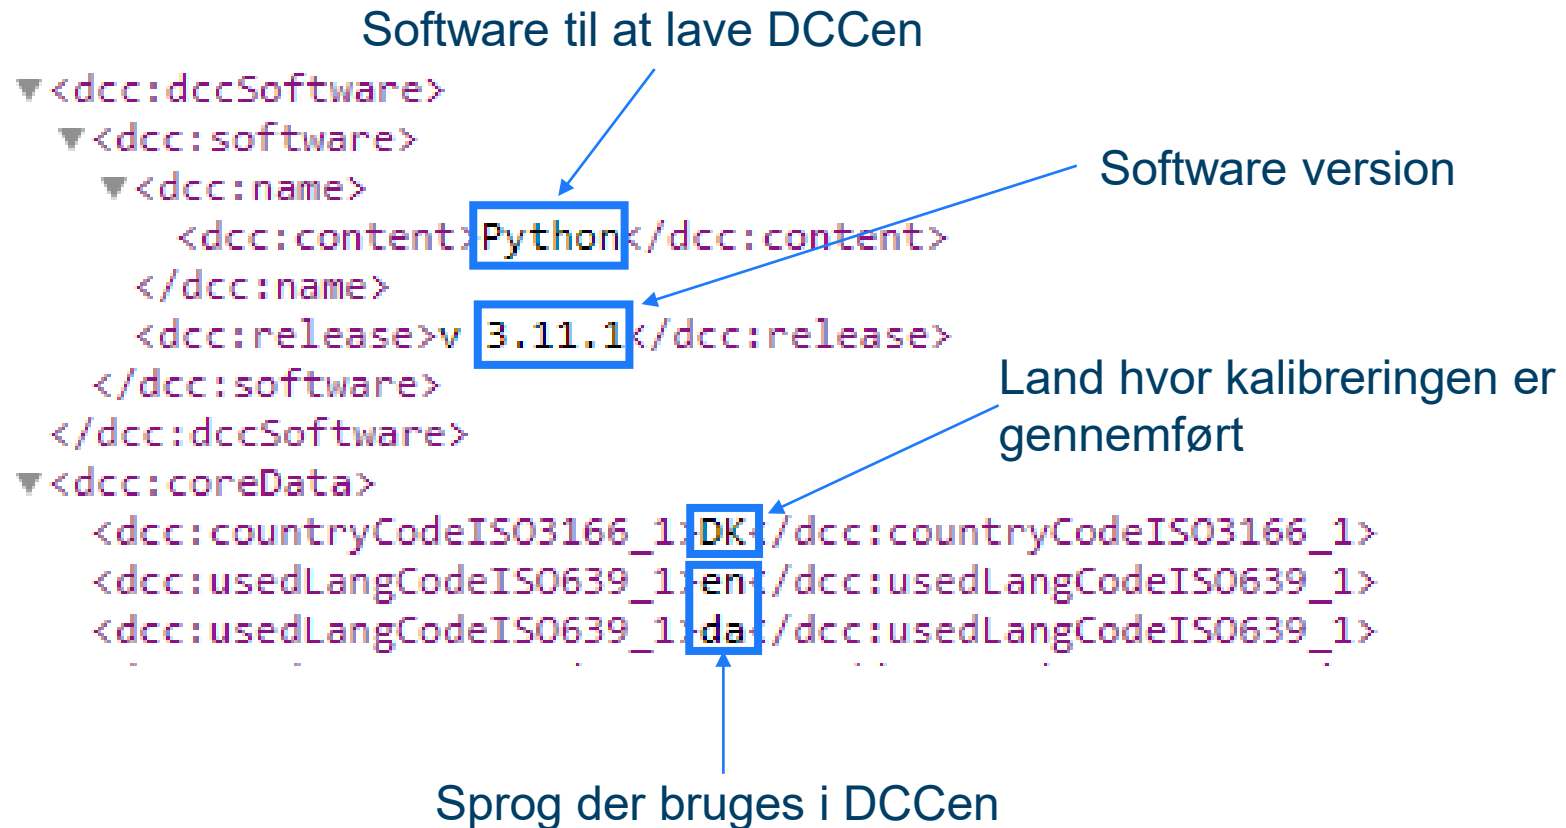 Software til at lave DCCen
<dcc:dccSoftware>
<dcc:software>
<dcc:name>
Software version
<dcc:content>Python</dcc:content>
</dcc:name>
<dcc:release>v 3.11.1</dcc:release>
</dcc:software>
Land hvor kalibreringen er
gennemført
</dcc:dccSoftware>
<dcc:coreData>
<dcc:countryCodeISO3166_1>DK</dcc:countryCodeISO3166_1>
<dcc:usedLangCodeISO639_1>en</dcc:usedLangCodeISO639_1>
<dcc:usedLangCodeISO639_1>da</dcc:usedLangCodeISO639_1>
Sprog der bruges i DCCen